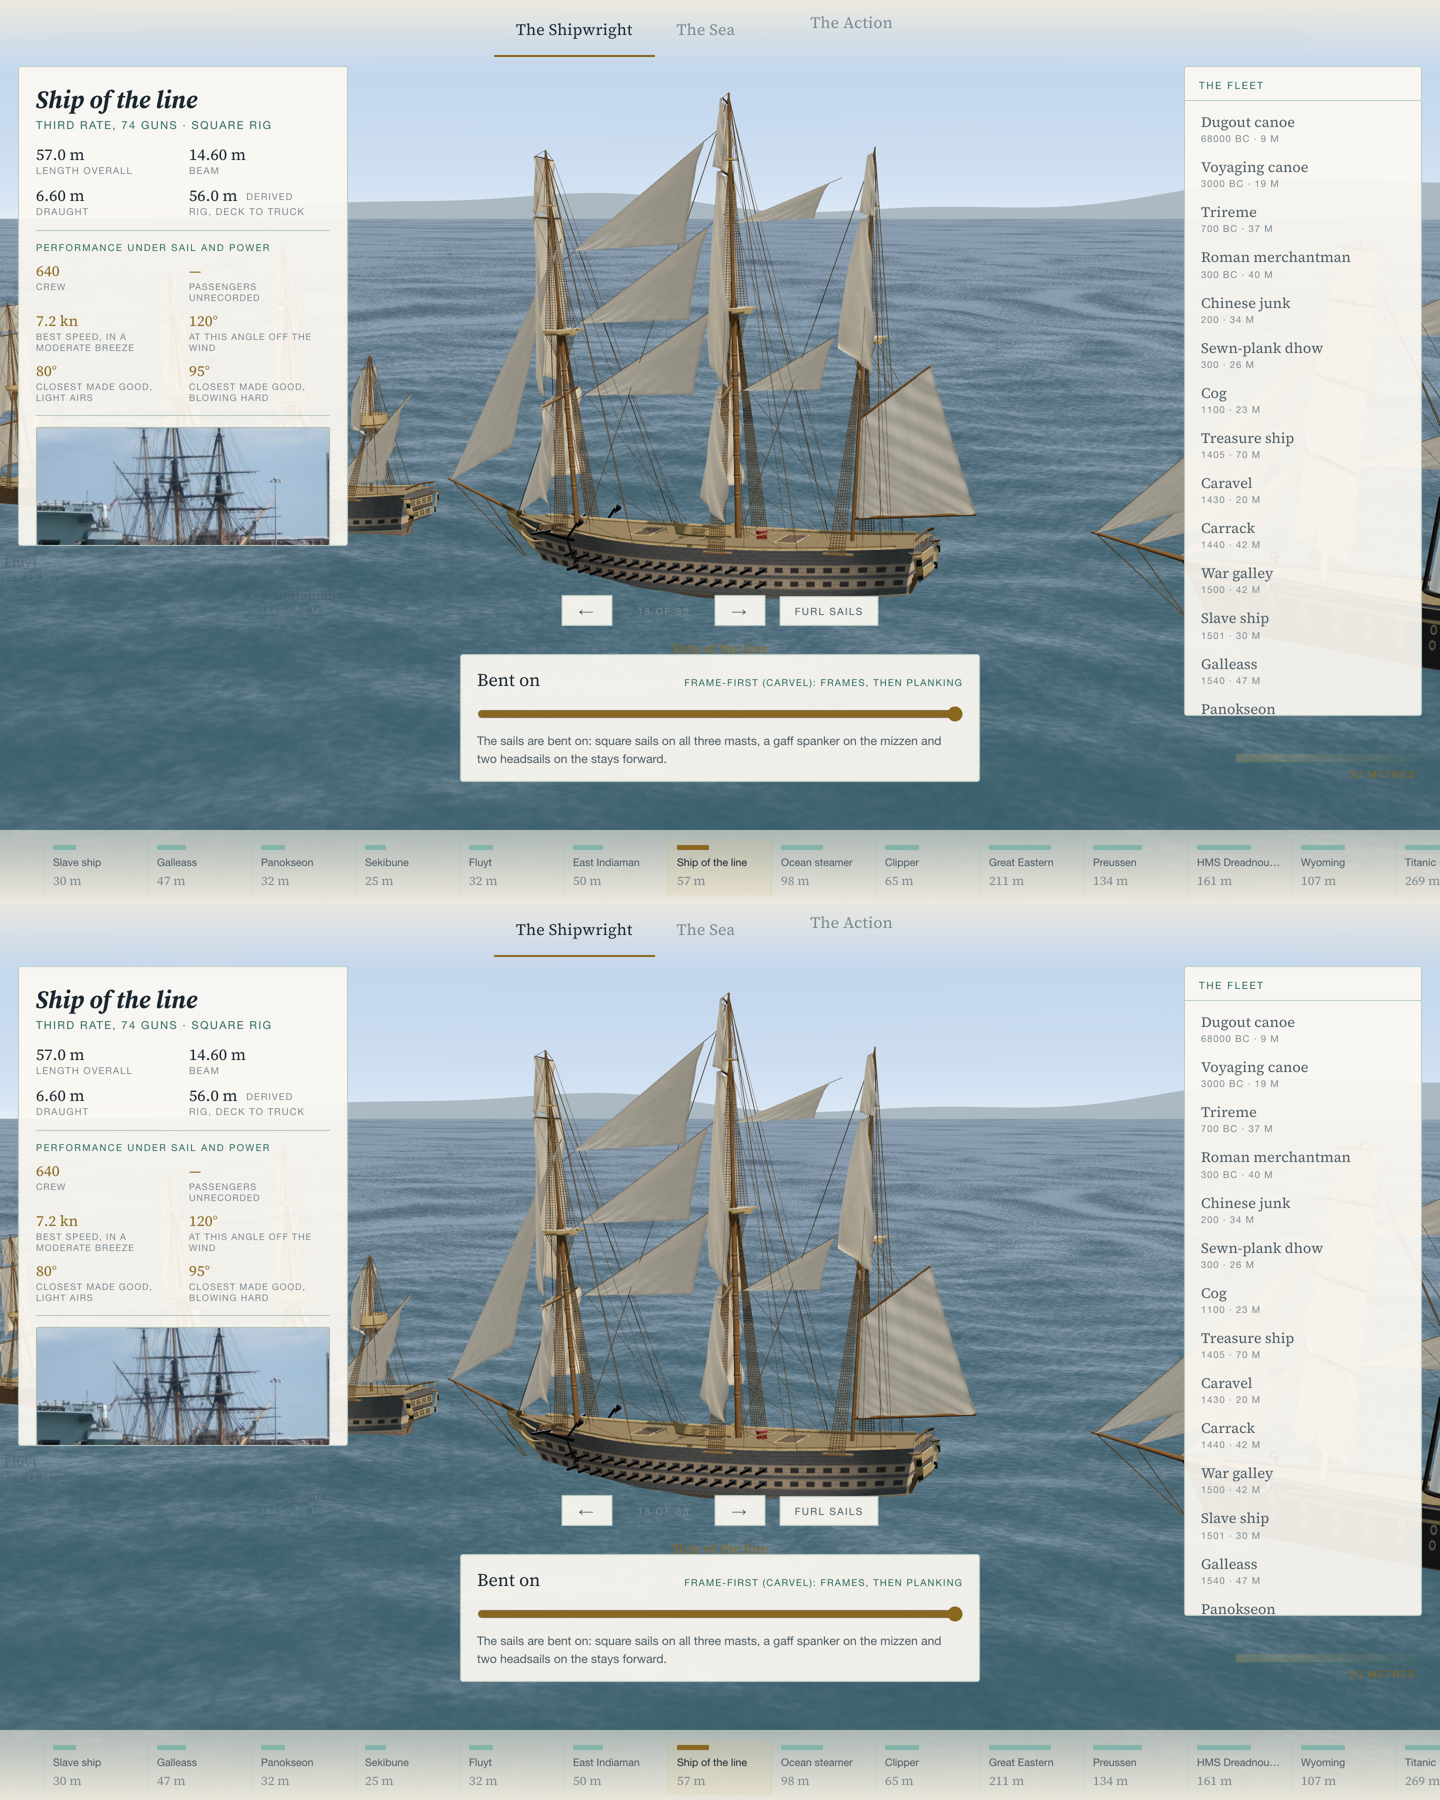 The Shipwright
The Sea
The Action
Ship of the line
THIRD RATE, 74 GUNS · SQUARE RIG
57.0 m
LENGTH OVERALL
14.60 m
BEAM
6.60 m
DRAUGHT
56.0 m DERIVED
RIG, DECK TO TRUCK
PERFORMANCE UNDER SAIL AND POWER
640
CREW
—
PASSENGERS
UNRECORDED
7.2 kn
BEST SPEED, IN A
MODERATE BREEZE
120°
AT THIS ANGLE OFF THE
WIND
80°
CLOSEST MADE GOOD,
LIGHT AIRS
95°
CLOSEST MADE GOOD,
BLOWING HARD
THE FLEET
Dugout canoe
68000 BC · 9 M
Voyaging canoe
3000 BC · 19 M
Trireme
700 BC · 37 M
Roman merchantman
300 BC · 40 M
Chinese junk
200 · 34 M
Sewn-plank dhow
300 · 26 M
Cog
1100 · 23 M
Treasure ship
1405 · 70 M
Caravel
1430 · 20 M
Carrack
1440 · 42 M
War galley
1500 · 42 M
Slave ship
1501 · 30 M
Galleass
1540 · 47 M
Panokseon
Fluyt
←
18 OF 33
→
FURL SAILS
Ship of the line
Bent on
FRAME-FIRST (CARVEL): FRAMES, THEN PLANKING
The sails are bent on: square sails on all three masts, a gaff spanker on the mizzen and
two headsails on the stays forward.
20 METRES
Slave ship
30 m
Galleass
47 m
Panokseon
32 m
Sekibune
25 m
Fluyt
32 m
East Indiaman
50 m
Ship of the line
57 m
Ocean steamer
98 m
Clipper
65 m
Great Eastern
211 m
Preussen
134 m
HMS Dreadnou…
161 m
Wyoming
107 m
Titanic
269 m
The Shipwright
The Sea
The Action
Ship of the line
THIRD RATE, 74 GUNS · SQUARE RIG
57.0 m
LENGTH OVERALL
14.60 m
BEAM
6.60 m
DRAUGHT
56.0 m DERIVED
RIG, DECK TO TRUCK
PERFORMANCE UNDER SAIL AND POWER
640
CREW
—
PASSENGERS
UNRECORDED
7.2 kn
BEST SPEED, IN A
MODERATE BREEZE
120°
AT THIS ANGLE OFF THE
WIND
80°
CLOSEST MADE GOOD,
LIGHT AIRS
95°
CLOSEST MADE GOOD,
BLOWING HARD
THE FLEET
Dugout canoe
68000 BC · 9 M
Voyaging canoe
3000 BC · 19 M
Trireme
700 BC · 37 M
Roman merchantman
300 BC · 40 M
Chinese junk
200 · 34 M
Sewn-plank dhow
300 · 26 M
Cog
1100 · 23 M
Treasure ship
1405 · 70 M
Caravel
1430 · 20 M
Carrack
1440 · 42 M
War galley
1500 · 42 M
Slave ship
1501 · 30 M
Galleass
1540 · 47 M
Panokseon
Fluyt
←
18 OF 33
→
FURL SAILS
Ship of the line
Bent on
FRAME-FIRST (CARVEL): FRAMES, THEN PLANKING
The sails are bent on: square sails on all three masts, a gaff spanker on the mizzen and
two headsails on the stays forward.
20 METRES
Slave ship
30 m
Galleass
47 m
Panokseon
32 m
Sekibune
25 m
Fluyt
32 m
East Indiaman
50 m
Ship of the line
57 m
Ocean steamer
98 m
Clipper
65 m
Great Eastern
211 m
Preussen
134 m
HMS Dreadnou…
161 m
Wyoming
107 m
Titanic
269 m